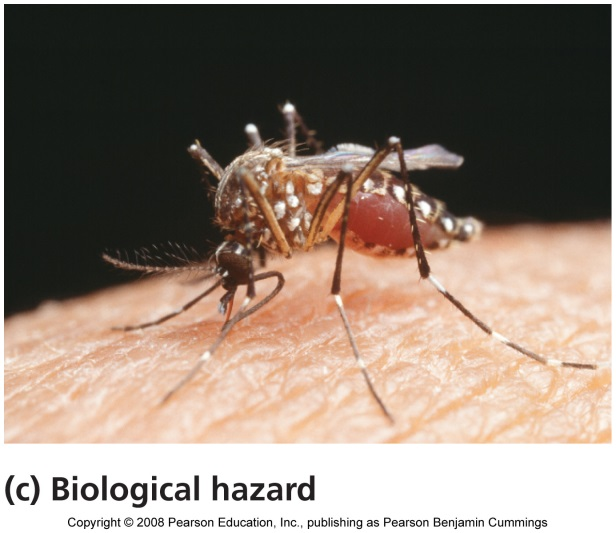 (c) Biological hazard
Copyright © 2008 Pearson Education, Inc., publishing as Pearson Benjamin Cummings